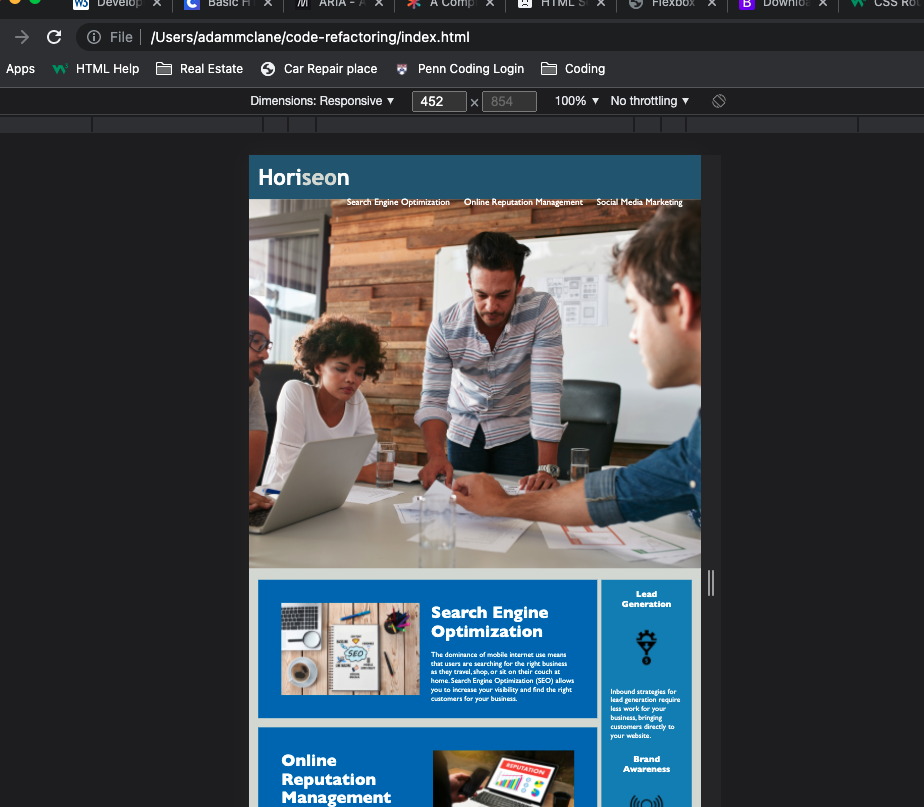 Develop
Basic H
ARIA - A
A Comp
HTML S
Flexbox
Downloa
CSS Rou
File
/Users/adammclane/code-refactoring/index.html
Apps
HTML Help
Real Estate
Car Repair place
Penn Coding Login
Coding
Dimensions: Responsive
452
x
854
100%
No throttling
Horiseon
Search Engine Optimization
Online Reputation Management
Social Media Marketing
SEO
Search Engine
Optimization
The dominance of mobile internet use means
that users are searching for the right business
as they travel, shop, or sit on their couch at
home. Search Engine Optimization (SEO) allows
you to increase your visibility and find the right
customers for your business.
Lead
Generation
Inbound strategies for
lead generation require
less work for your
business, bringing
customers directly to
your website.
Brand
Awareness
Online
Reputation
Management
REPUTATION